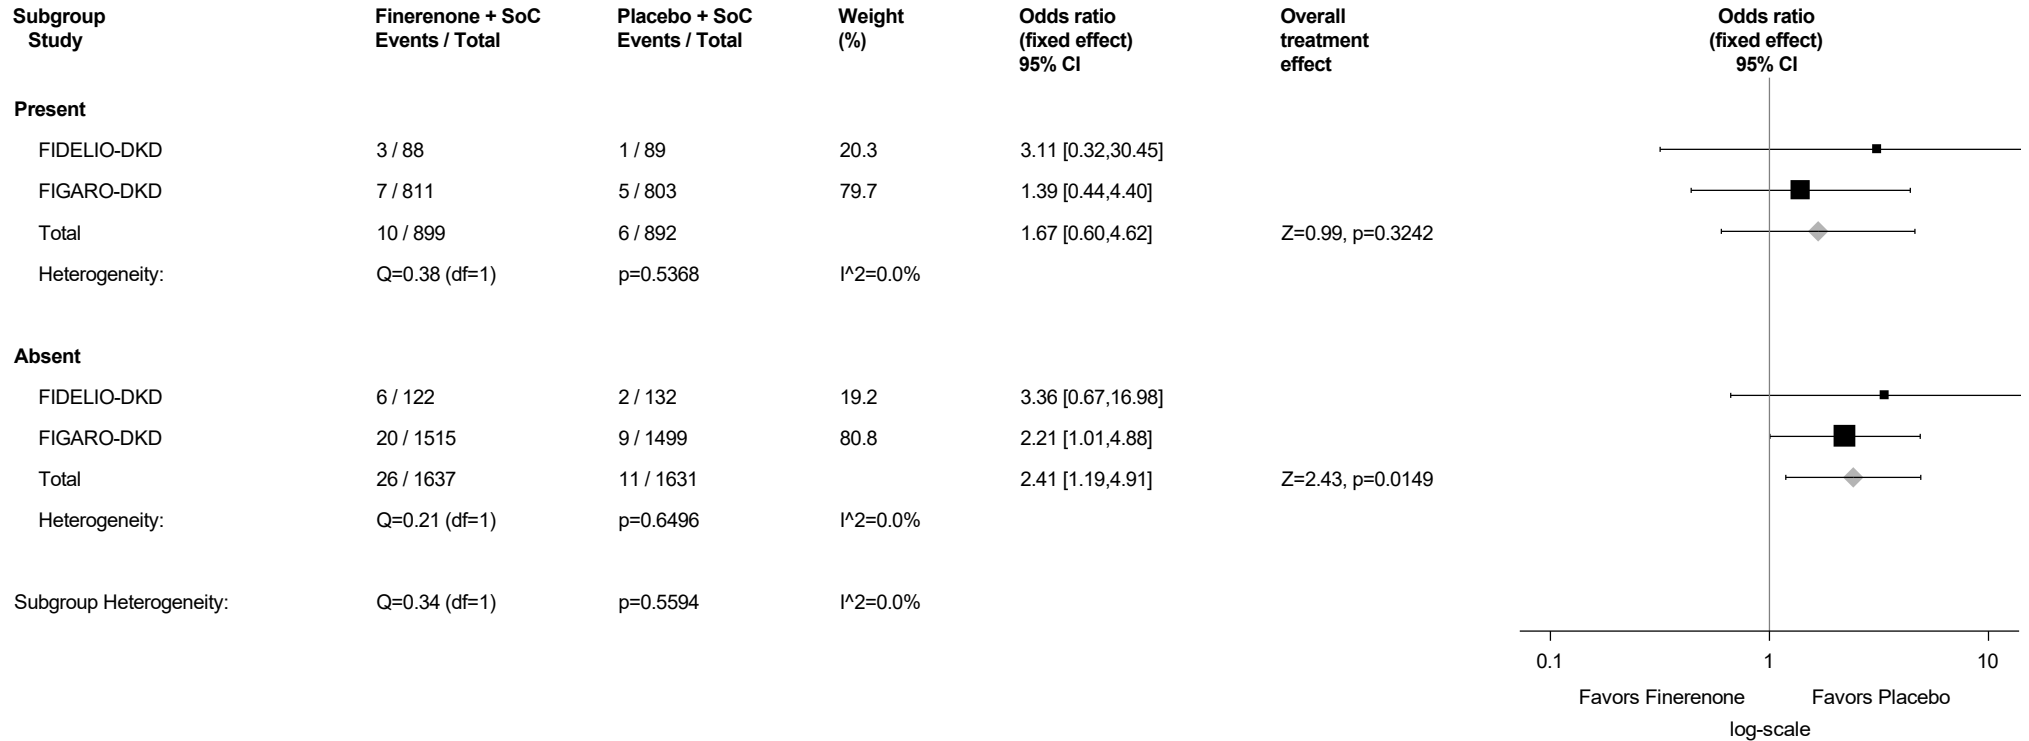 Subgroup Finerenone + SoC Placebo + SoC Weight Odds ratio Overall Odds ratio
Study Events / Total Events / Total (%) (fixed effect) treatment (fixed effect)
95% CI effect 95% CI
Present
FIDELIO-DKD 3 / 88 1 / 89 20.3 3.11 [0.32,30.45]
FIGARO-DKD 7 / 811 5 / 803 79.7 1.39 [0.44,4.40]
Total 10 / 899 6 / 892 1.67 [0.60,4.62] Z=0.99, p=0.3242
Heterogeneity: Q=0.38 (df=1) p=0.5368 I^2=0.0%
Absent
FIDELIO-DKD 6 / 122 2 / 132 19.2 3.36 [0.67,16.98]
FIGARO-DKD 20 / 1515 9 / 1499 80.8 2.21 [1.01,4.88]
Total 26 / 1637 11 / 1631 2.41 [1.19,4.91] Z=2.43, p=0.0149
Heterogeneity: Q=0.21 (df=1) p=0.6496 I^2=0.0%
Subgroup Heterogeneity: Q=0.34 (df=1) p=0.5594 I^2=0.0%
0.1 1 10
Favors Finerenone Favors Placebo
log-scale